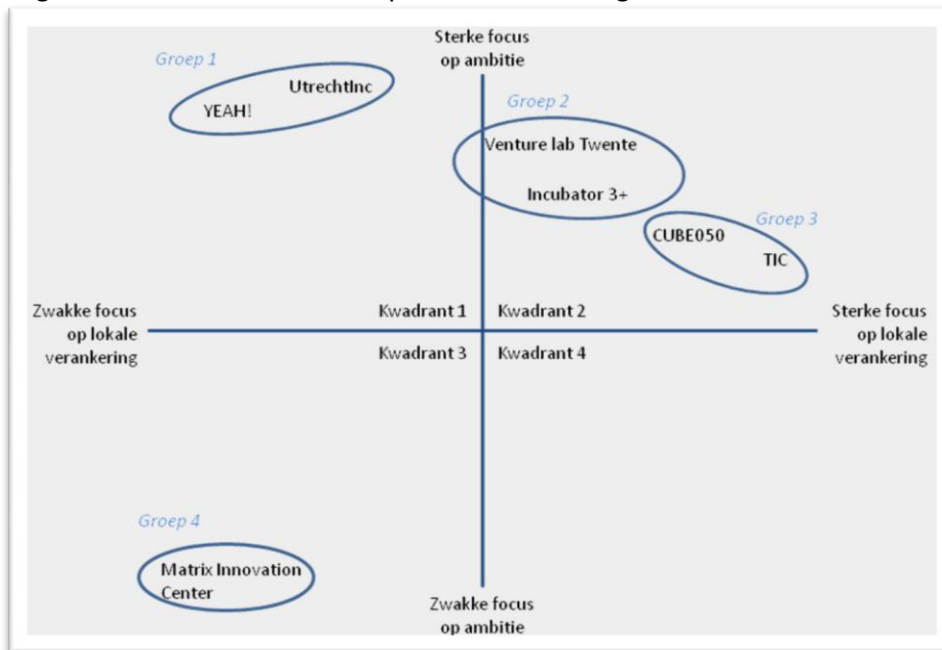 Sterke focus
op ambitie
Groep 1
UtrechtInc
YEAH!
Groep 2
Venture lab Twente
Incubator 3+
Groep 3
CUBE050
TIC
Zwakke focus
op lokale
verankering
Kwadrant 1
Kwadrant 2
Sterke focus
op lokale
verankering
Kwadrant 3
Kwadrant 4
Groep 4
Matrix Innovation
Center
Zwakke focus
op ambitie